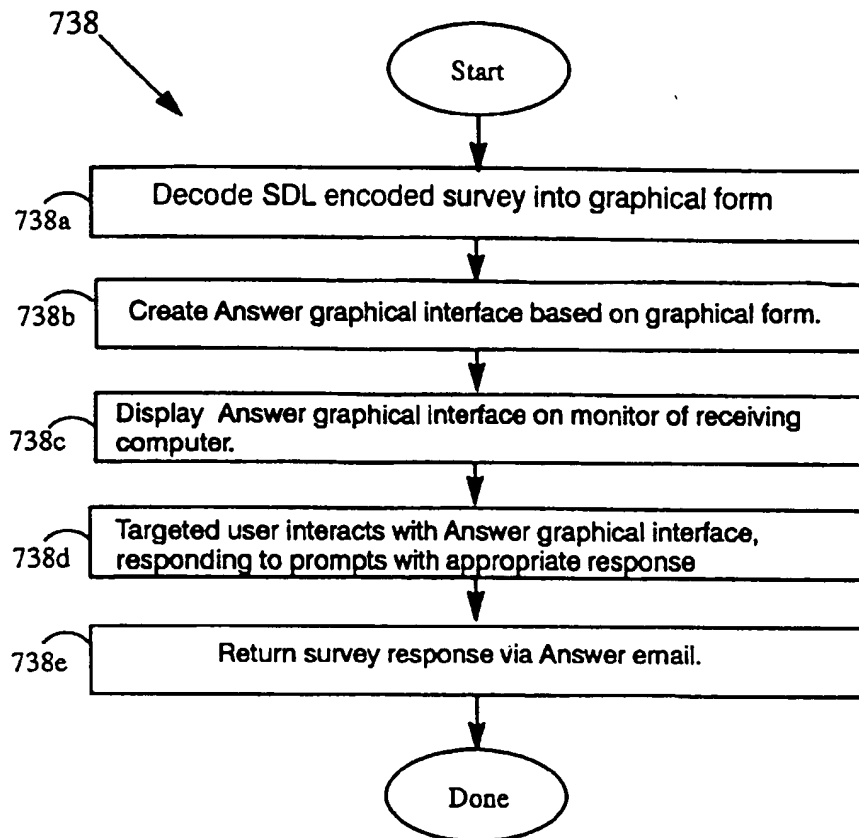 738
Start
Decode SDL encoded survey into graphical form
738a
Create Answer graphical interface based on graphical form.
738b
Display Answer graphical interface on monitor of receiving
computer.
738c
Targeted user interacts with Answer graphical interface,
responding to prompts with appropriate response
738d
Return survey response via Answer email.
738e
Done